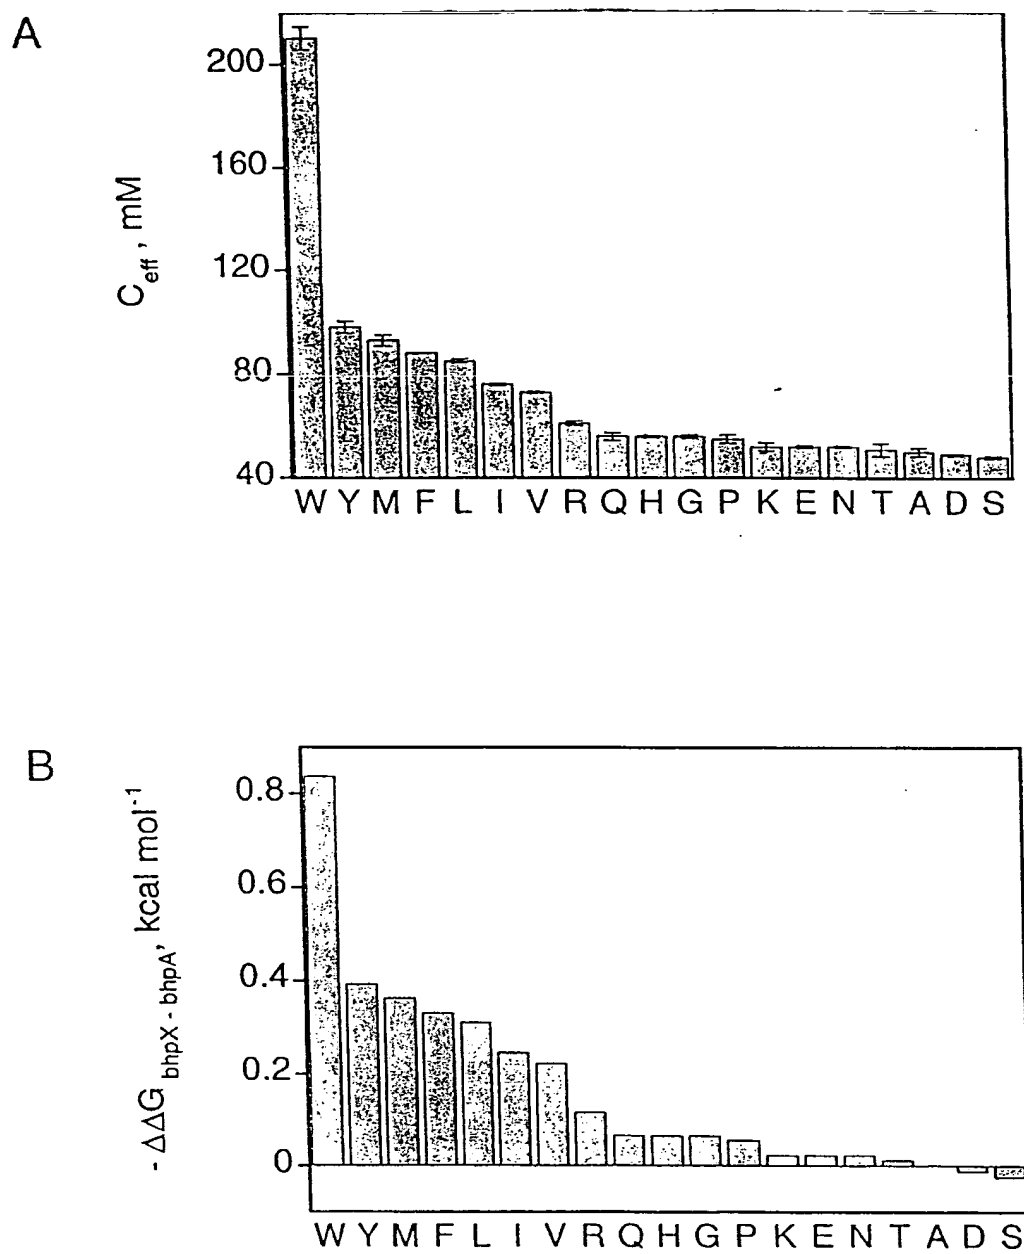 A
200
160
120
80
40
C_eff , mM
W Y M F L I V R Q H G P K E N T A D S
B
0.8
0.6
0.4
0.2
0
- ΔΔG_bhpX - bhpA, kcal mol⁻¹
W Y M F L I V R Q H G P K E N T A D S